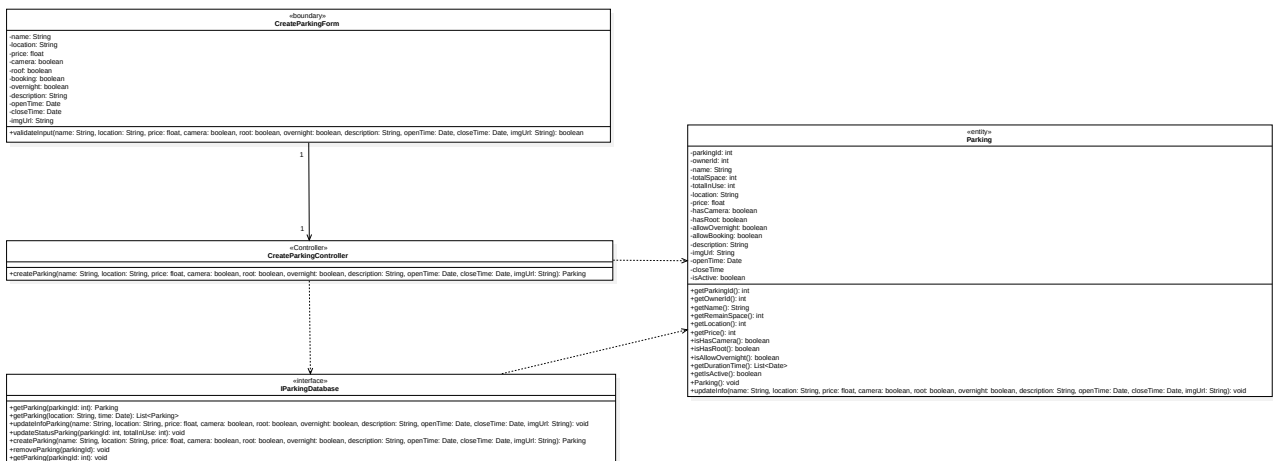 «boundary»
CreateParkingForm
-name: String
-location: String
-price: float
-camera: boolean
-roof: boolean
-booking: boolean
-overnight: boolean
-description: String
-openTime: Date
-closeTime: Date
-imgUrl: String
+validateInput(name: String, location: String, price: float, camera: boolean, root: boolean, overnight: boolean, description: String, openTime: Date, closeTime: Date, imgUrl: String): boolean
1
1
«Controller»
CreateParkingController
+createParking(name: String, location: String, price: float, camera: boolean, root: boolean, overnight: boolean, description: String, openTime: Date, closeTime: Date, imgUrl: String): Parking
«interface»
IParkingDatabase
+getParking(parkingId: int): Parking
+getParking(location: String, time: Date): List<Parking>
+updateInfoParking(name: String, location: String, price: float, camera: boolean, root: boolean, overnight: boolean, description: String, openTime: Date, closeTime: Date, imgUrl: String): void
+updateStatusParking(parkingId: int, totalInUse: int): void
+createParking(name: String, location: String, price: float, camera: boolean, root: boolean, overnight: boolean, description: String, openTime: Date, closeTime: Date, imgUrl: String): Parking
+removeParking(parkingId): void
+getParking(parkingId: int): void
«entity»
Parking
-parkingId: int
-ownerId: int
-name: String
-totalSpace: int
-totalInUse: int
-location: String
-price: float
-hasCamera: boolean
-hasRoot: boolean
-allowOvernight: boolean
-allowBooking: boolean
-description: String
-imgUrl: String
-openTime: Date
-closeTime
-isActive: boolean
+getParkingId(): int
+getOwnerId(): int
+getName(): String
+getRemainSpace(): int
+getLocation(): int
+getPrice(): int
+isHasCamera(): boolean
+isHasRoot(): boolean
+isAllowOvernight(): boolean
+getDurationTime(): List<Date>
+getIsActive(): boolean
+Parking(): void
+updateInfo(name: String, location: String, price: float, camera: boolean, root: boolean, overnight: boolean, description: String, openTime: Date, closeTime: Date, imgUrl: String): void